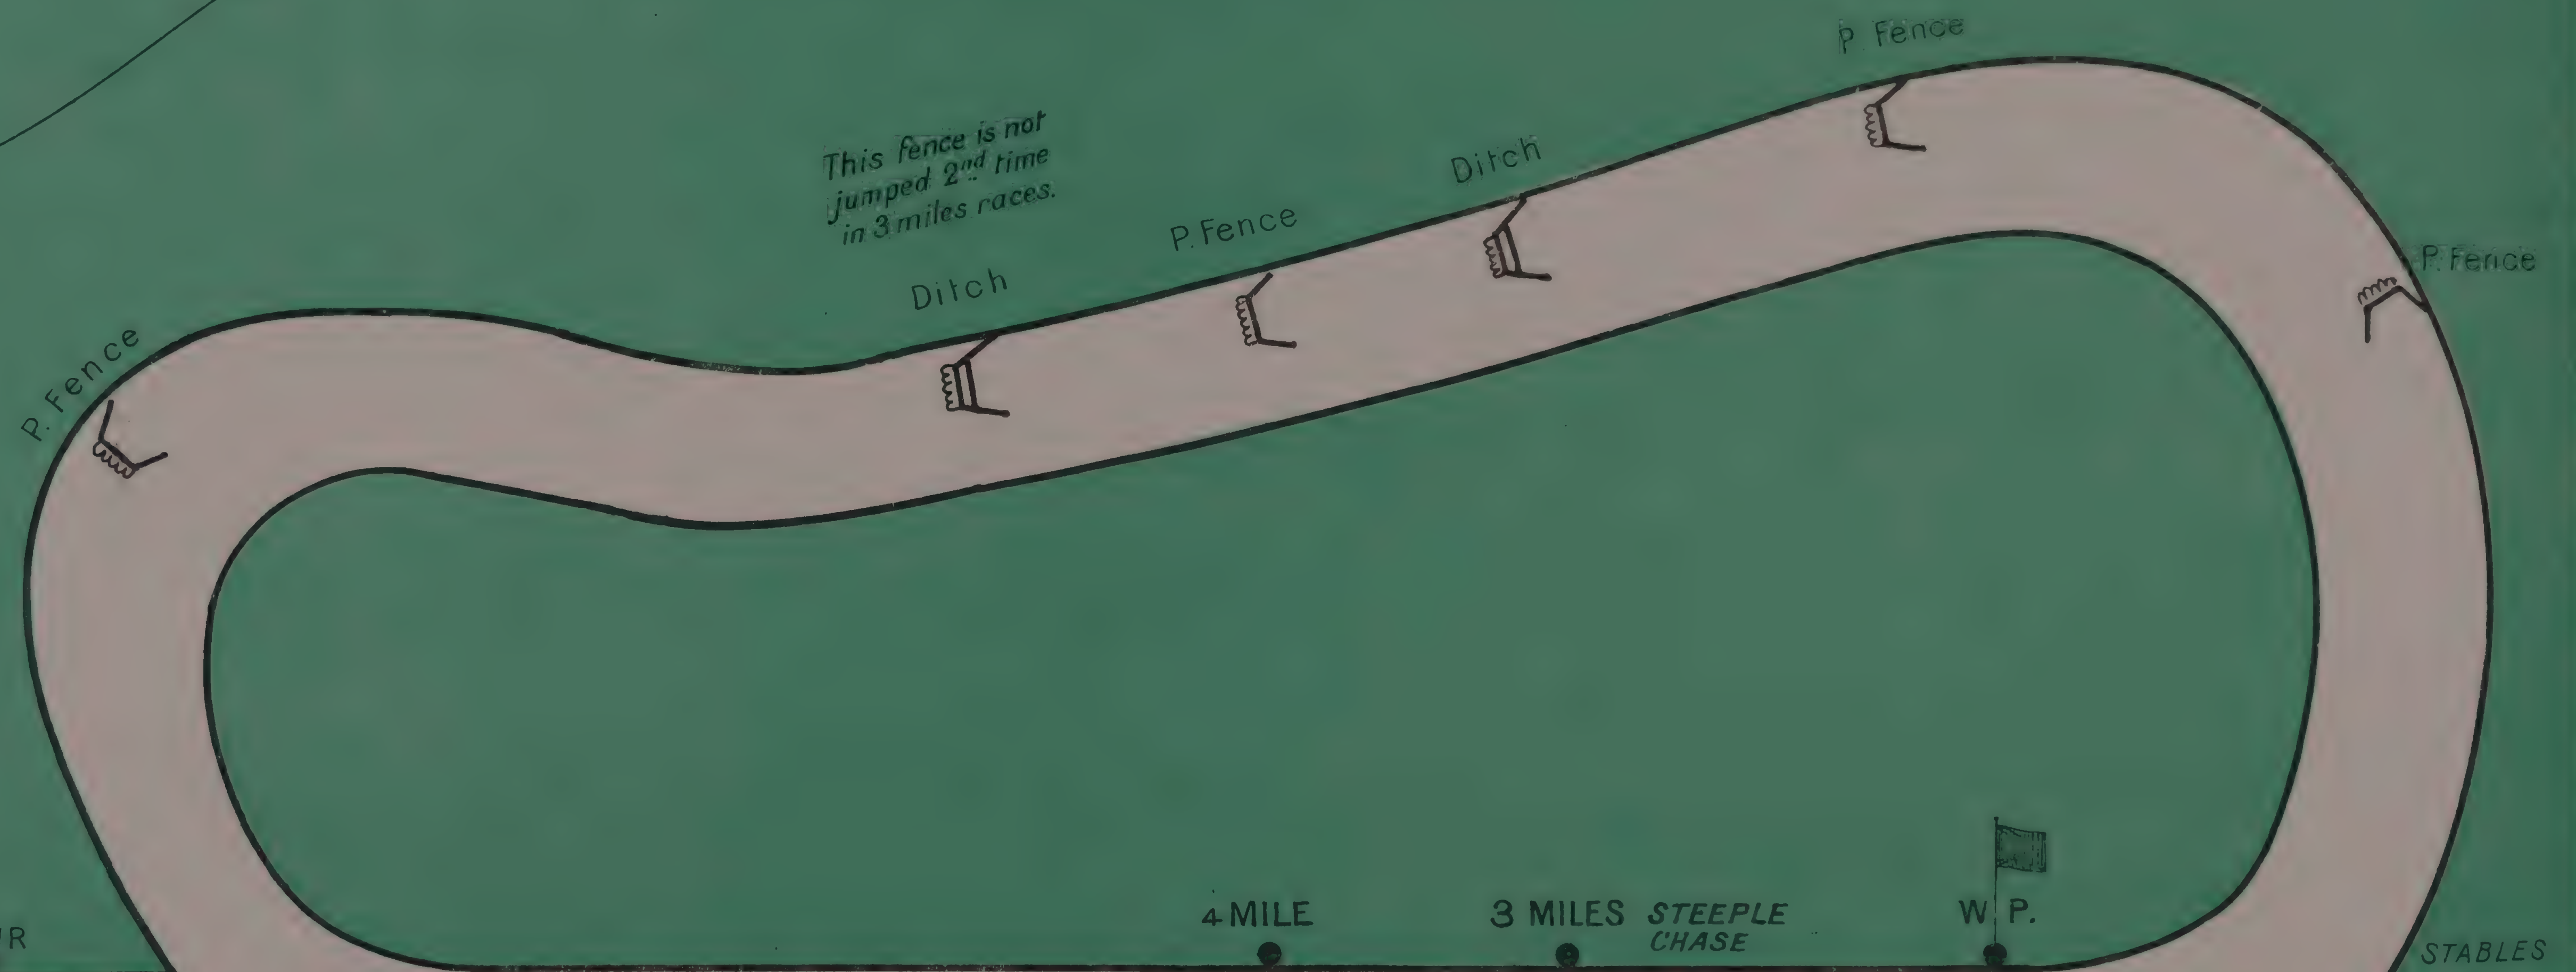 P. Fence
This fence is not
jumped 2nd time
in 3 miles races.
Ditch
P. Fence
Ditch
P. Fence
P. Fence
4 MILE
3 MILES STEEPLE
CHASE
W P.
STABLES